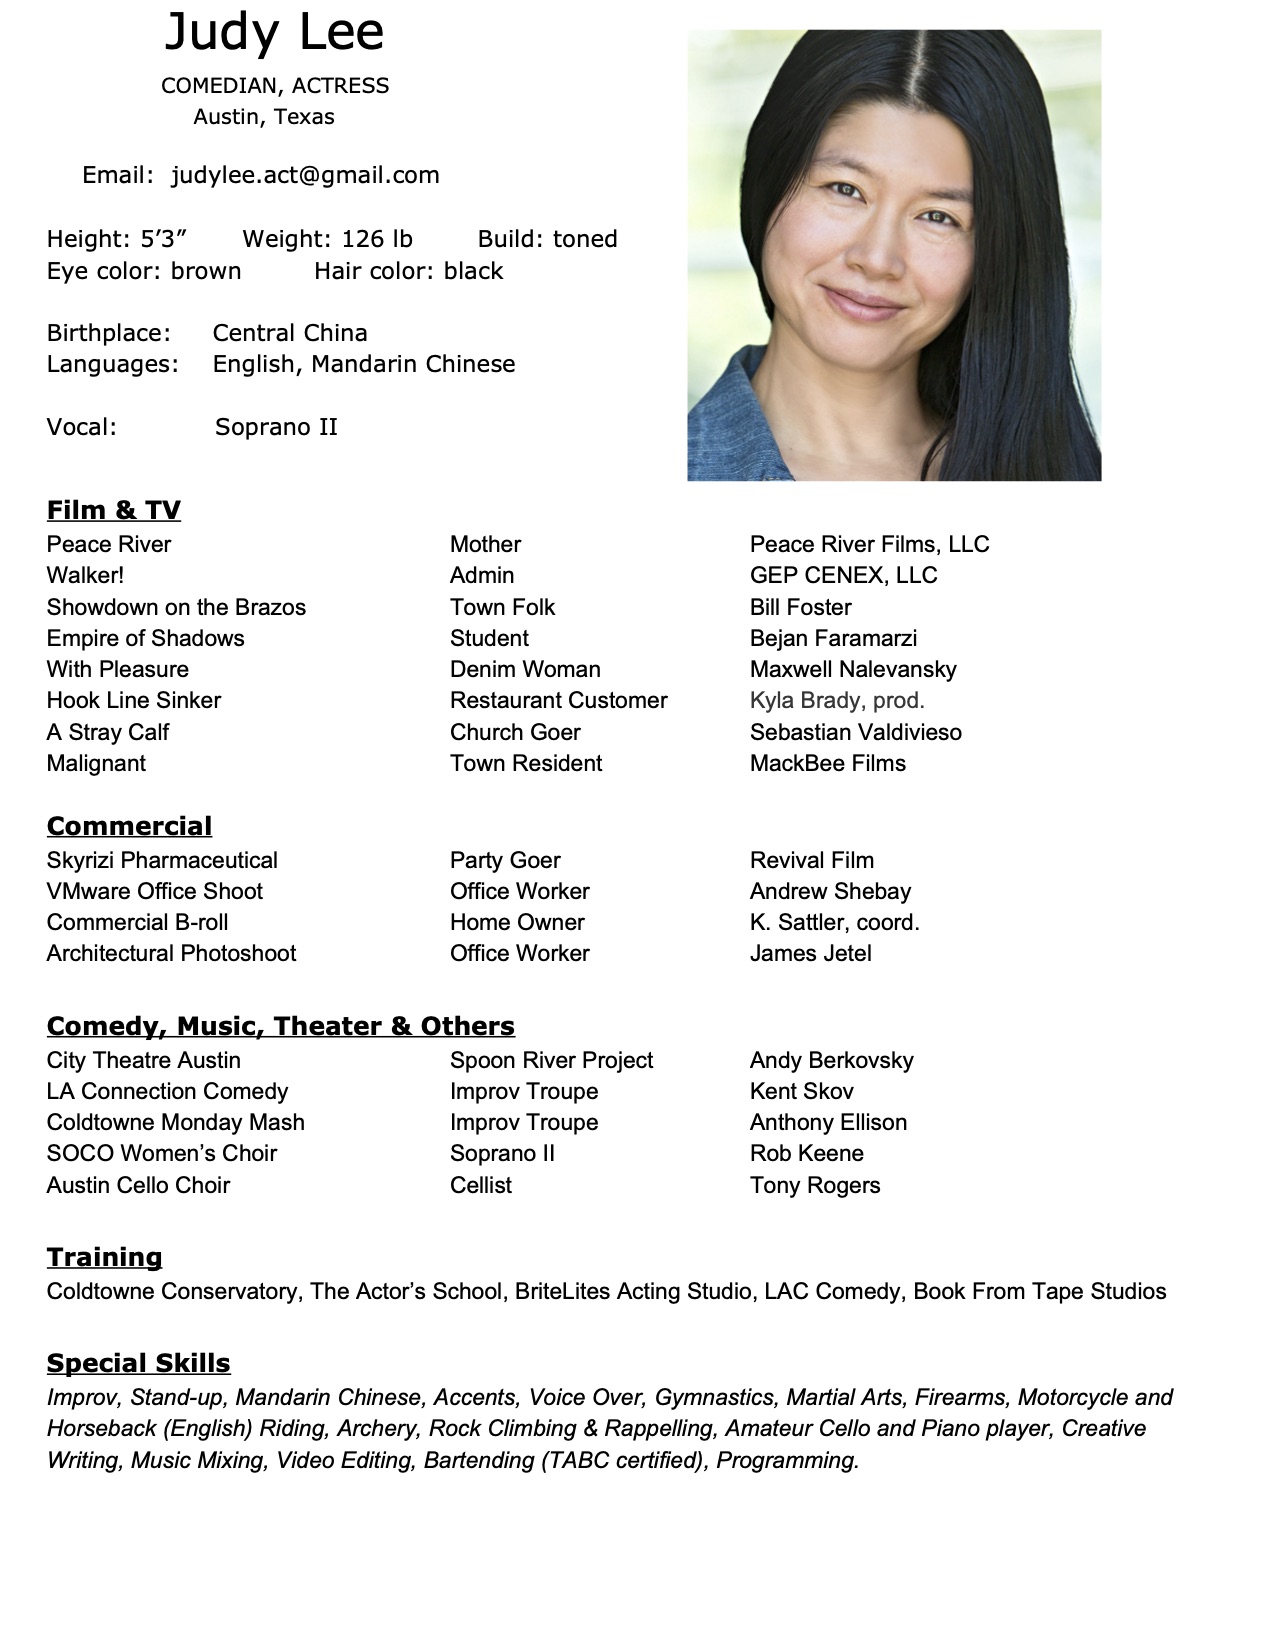 Judy Lee
COMEDIAN, ACTRESS
Austin, Texas
Email: judylee.act@gmail.com
Height: 5’3” Weight: 126 lb Build: toned
Eye color: brown Hair color: black
Birthplace: Central China
Languages: English, Mandarin Chinese
Vocal: Soprano II
Film & TV
Peace River Mother Peace River Films, LLC
Walker! Admin GEP CENEX, LLC
Showdown on the Brazos Town Folk Bill Foster
Empire of Shadows Student Bejan Faramarzi
With Pleasure Denim Woman Maxwell Nalevansky
Hook Line Sinker Restaurant Customer Kyla Brady, prod.
A Stray Calf Church Goer Sebastian Valdivieso
Malignant Town Resident MackBee Films
Commercial
Skyrizi Pharmaceutical Party Goer Revival Film
VMware Office Shoot Office Worker Andrew Shebay
Commercial B-roll Home Owner K. Sattler, coord.
Architectural Photoshoot Office Worker James Jetel
Comedy, Music, Theater & Others
City Theatre Austin Spoon River Project Andy Berkovsky
LA Connection Comedy Improv Troupe Kent Skov
Coldtowne Monday Mash Improv Troupe Anthony Ellison
SOCO Women’s Choir Soprano II Rob Keene
Austin Cello Choir Cellist Tony Rogers
Training
Coldtowne Conservatory, The Actor’s School, BriteLites Acting Studio, LAC Comedy, Book From Tape Studios
Special Skills
Improv, Stand-up, Mandarin Chinese, Accents, Voice Over, Gymnastics, Martial Arts, Firearms, Motorcycle and
Horseback (English) Riding, Archery, Rock Climbing & Rappelling, Amateur Cello and Piano player, Creative
Writing, Music Mixing, Video Editing, Bartending (TABC certified), Programming.